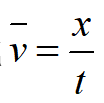 v̄ = x/t